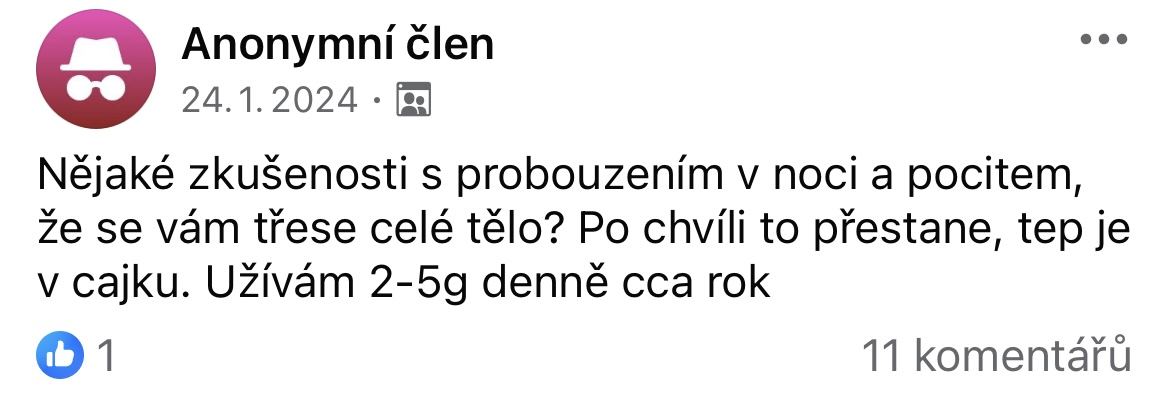 Anonymní člen
24. 1. 2024 ·
Nějaké zkušenosti s probouzením v noci a pocitem,
že se vám třese celé tělo? Po chvíli to přestane, tep je
v cajku. Užívám 2-5g denně cca rok
1 11 komentářů